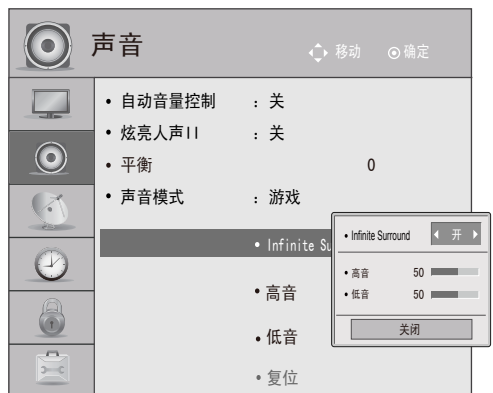 声音
移动 确定
• 自动音量控制 : 关
• 炫亮人声II : 关
• 平衡 0
• 声音模式 : 游戏
• Infinite Su
• 高音
• 低音
• 复位
• Infinite Surround 开
• 高音 50
• 低音 50
关闭